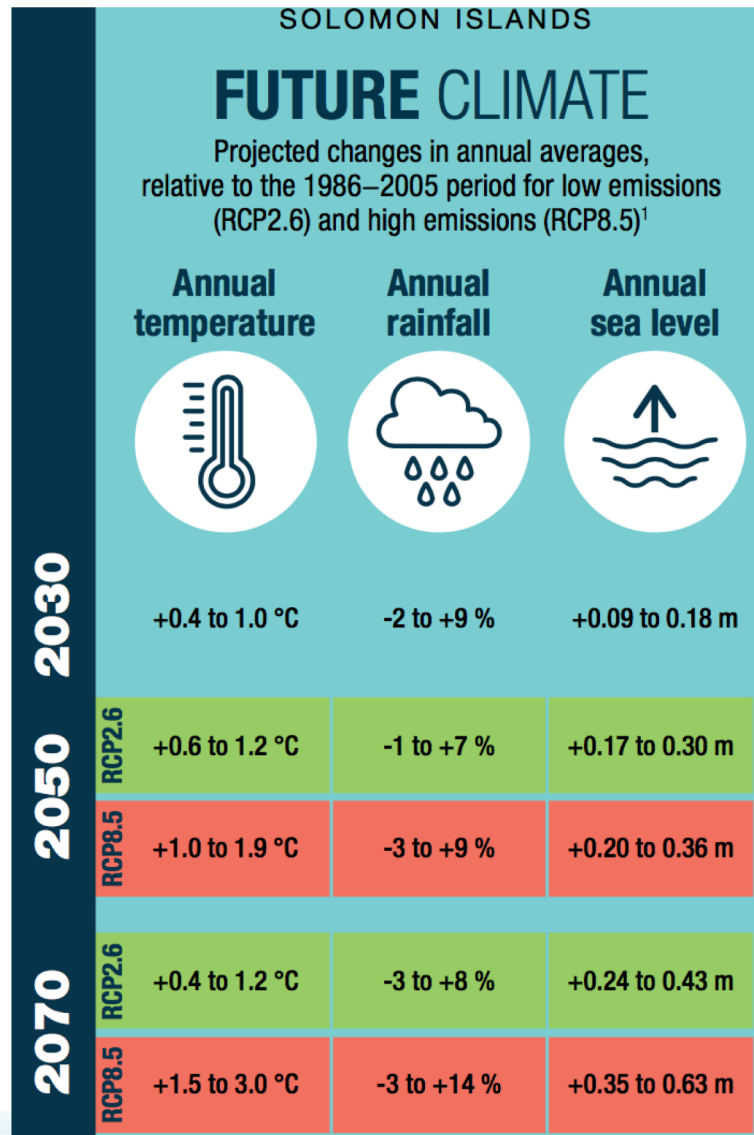 SOLOMON ISLANDS
FUTURE CLIMATE
Projected changes in annual averages,
relative to the 1986–2005 period for low emissions
(RCP2.6) and high emissions (RCP8.5)¹
Annual temperature
Annual rainfall
Annual sea level
2030
+0.4 to 1.0 °C
-2 to +9 %
+0.09 to 0.18 m
2050
RCP2.6
+0.6 to 1.2 °C
-1 to +7 %
+0.17 to 0.30 m
RCP8.5
+1.0 to 1.9 °C
-3 to +9 %
+0.20 to 0.36 m
2070
RCP2.6
+0.4 to 1.2 °C
-3 to +8 %
+0.24 to 0.43 m
RCP8.5
+1.5 to 3.0 °C
-3 to +14 %
+0.35 to 0.63 m